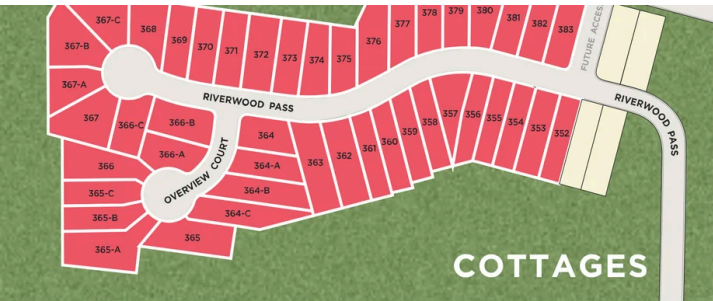 367-C
368
369
370
371
372
373
374
375
376
377
378
379
380
381
382
383
FUTURE ACCESS
367-B
367-A
367
366-C
366-B
366-A
RIVERWOOD PASS
RIVERWOOD PASS
OVERVIEW COURT
364
364-A
364-B
364-C
363
362
361
360
359
358
357
356
355
354
353
352
366
365-C
365-B
365-A
365
COTTAGES